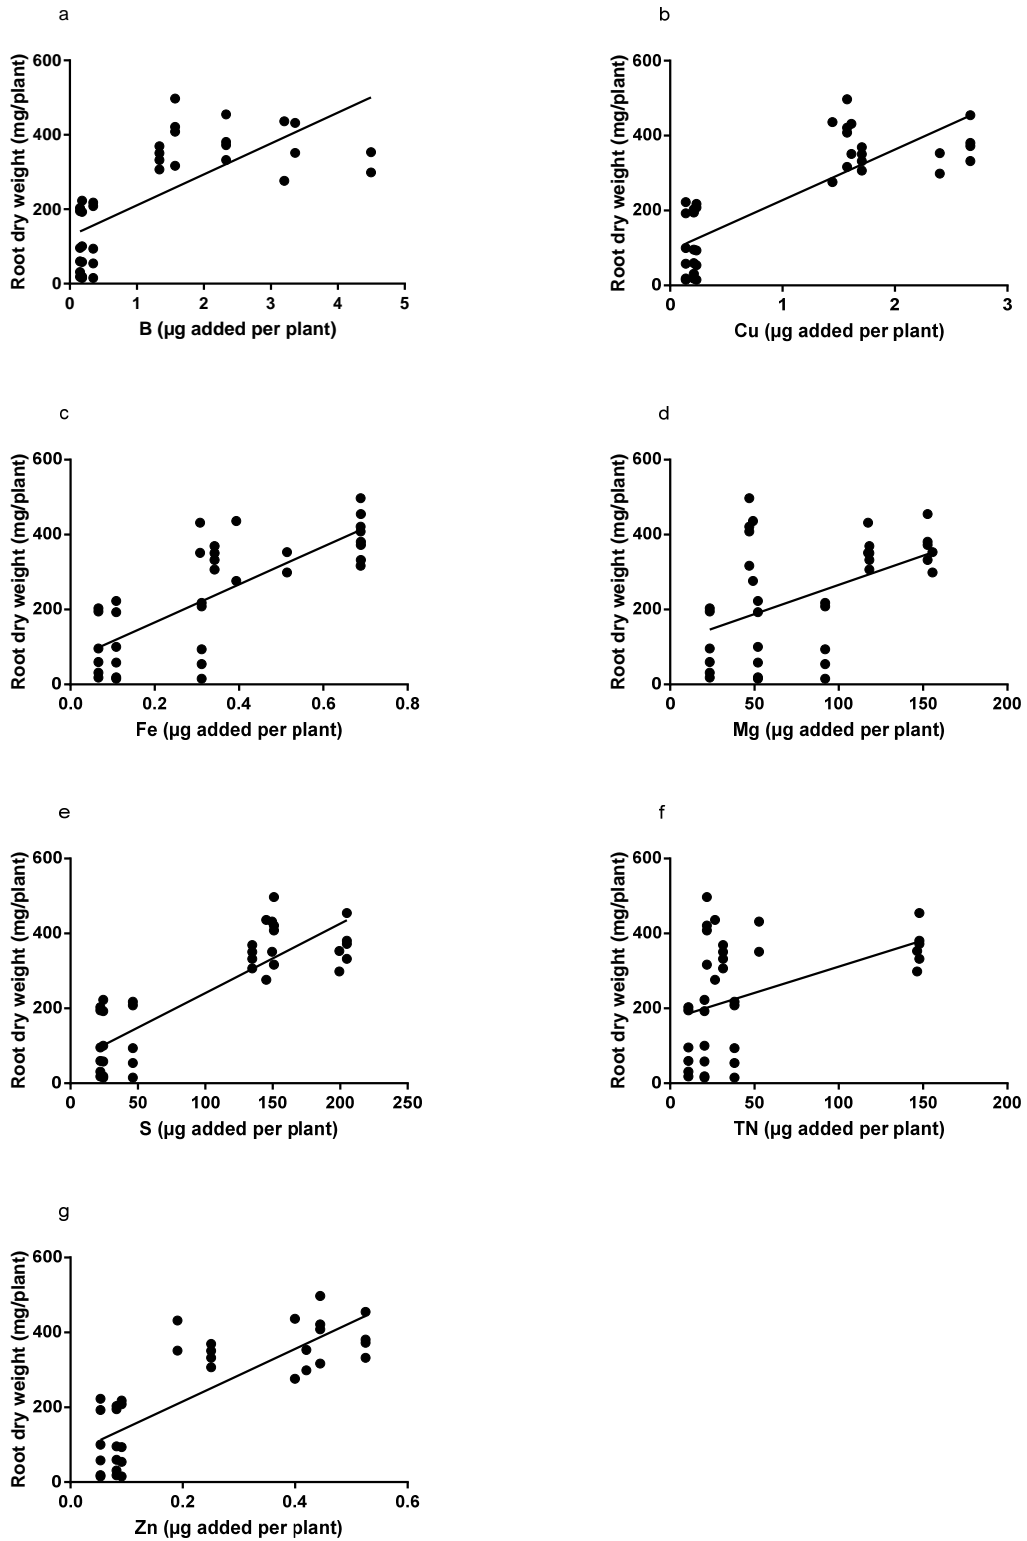 a
Root dry weight (mg/plant)
600
400
200
0
0 1 2 3 4 5
B (µg added per plant)
b
Root dry weight (mg/plant)
600
400
200
0
0 1 2 3
Cu (µg added per plant)
c
Root dry weight (mg/plant)
600
400
200
0
0.0 0.2 0.4 0.6 0.8
Fe (µg added per plant)
d
Root dry weight (mg/plant)
600
400
200
0
0 50 100 150 200
Mg (µg added per plant)
e
Root dry weight (mg/plant)
600
400
200
0
0 50 100 150 200 250
S (µg added per plant)
f
Root dry weight (mg/plant)
600
400
200
0
0 50 100 150 200
TN (µg added per plant)
g
Root dry weight (mg/plant)
600
400
200
0
0.0 0.2 0.4 0.6
Zn (µg added per plant)